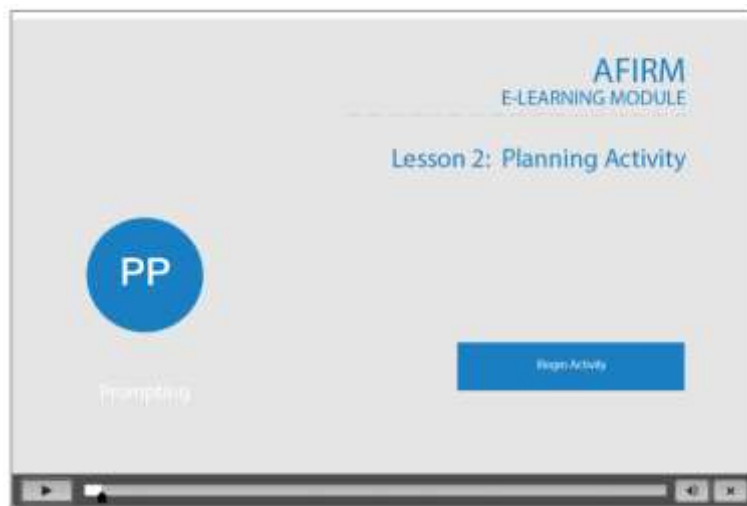 AFIRM
E-LEARNING MODULE
Lesson 2: Planning Activity
PP
Begin Activity
Prompting